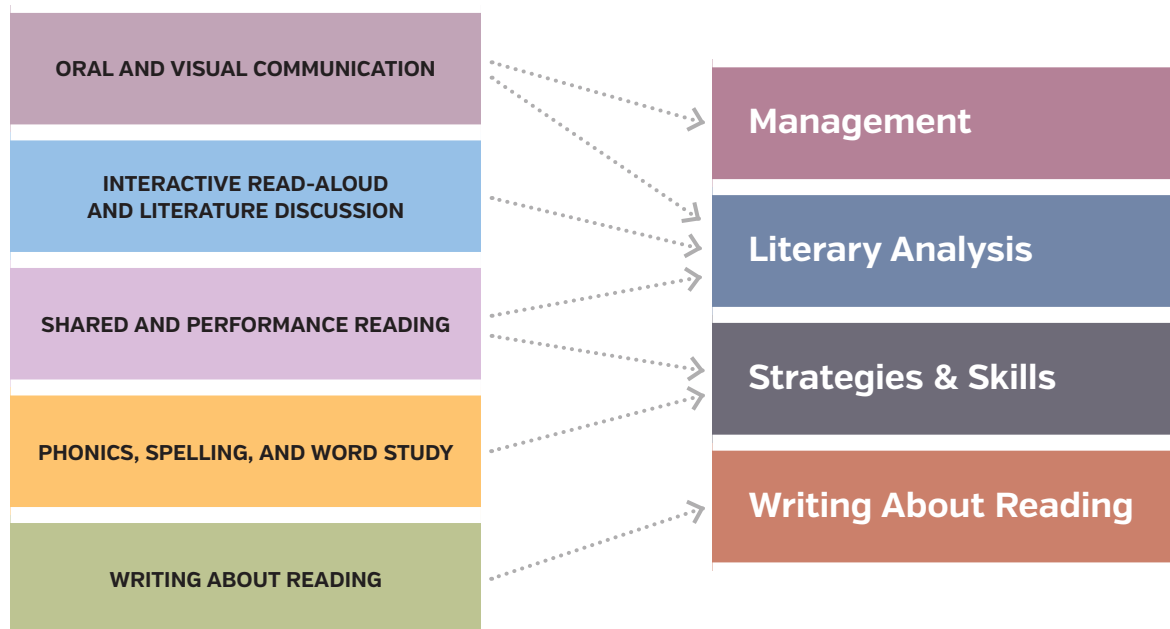 ORAL AND VISUAL COMMUNICATION
INTERACTIVE READ-ALOUD
AND LITERATURE DISCUSSION
SHARED AND PERFORMANCE READING
PHONICS, SPELLING, AND WORD STUDY
WRITING ABOUT READING
Management
Literary Analysis
Strategies & Skills
Writing About Reading